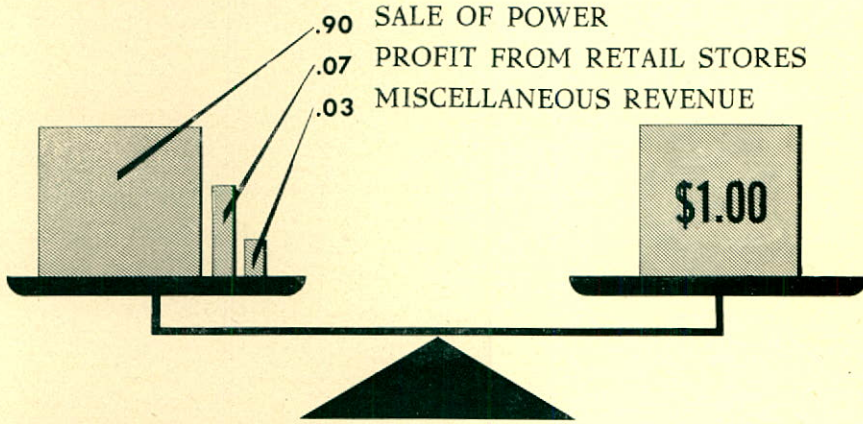 .90 SALE OF POWER
.07 PROFIT FROM RETAIL STORES
.03 MISCELLANEOUS REVENUE
$1.00